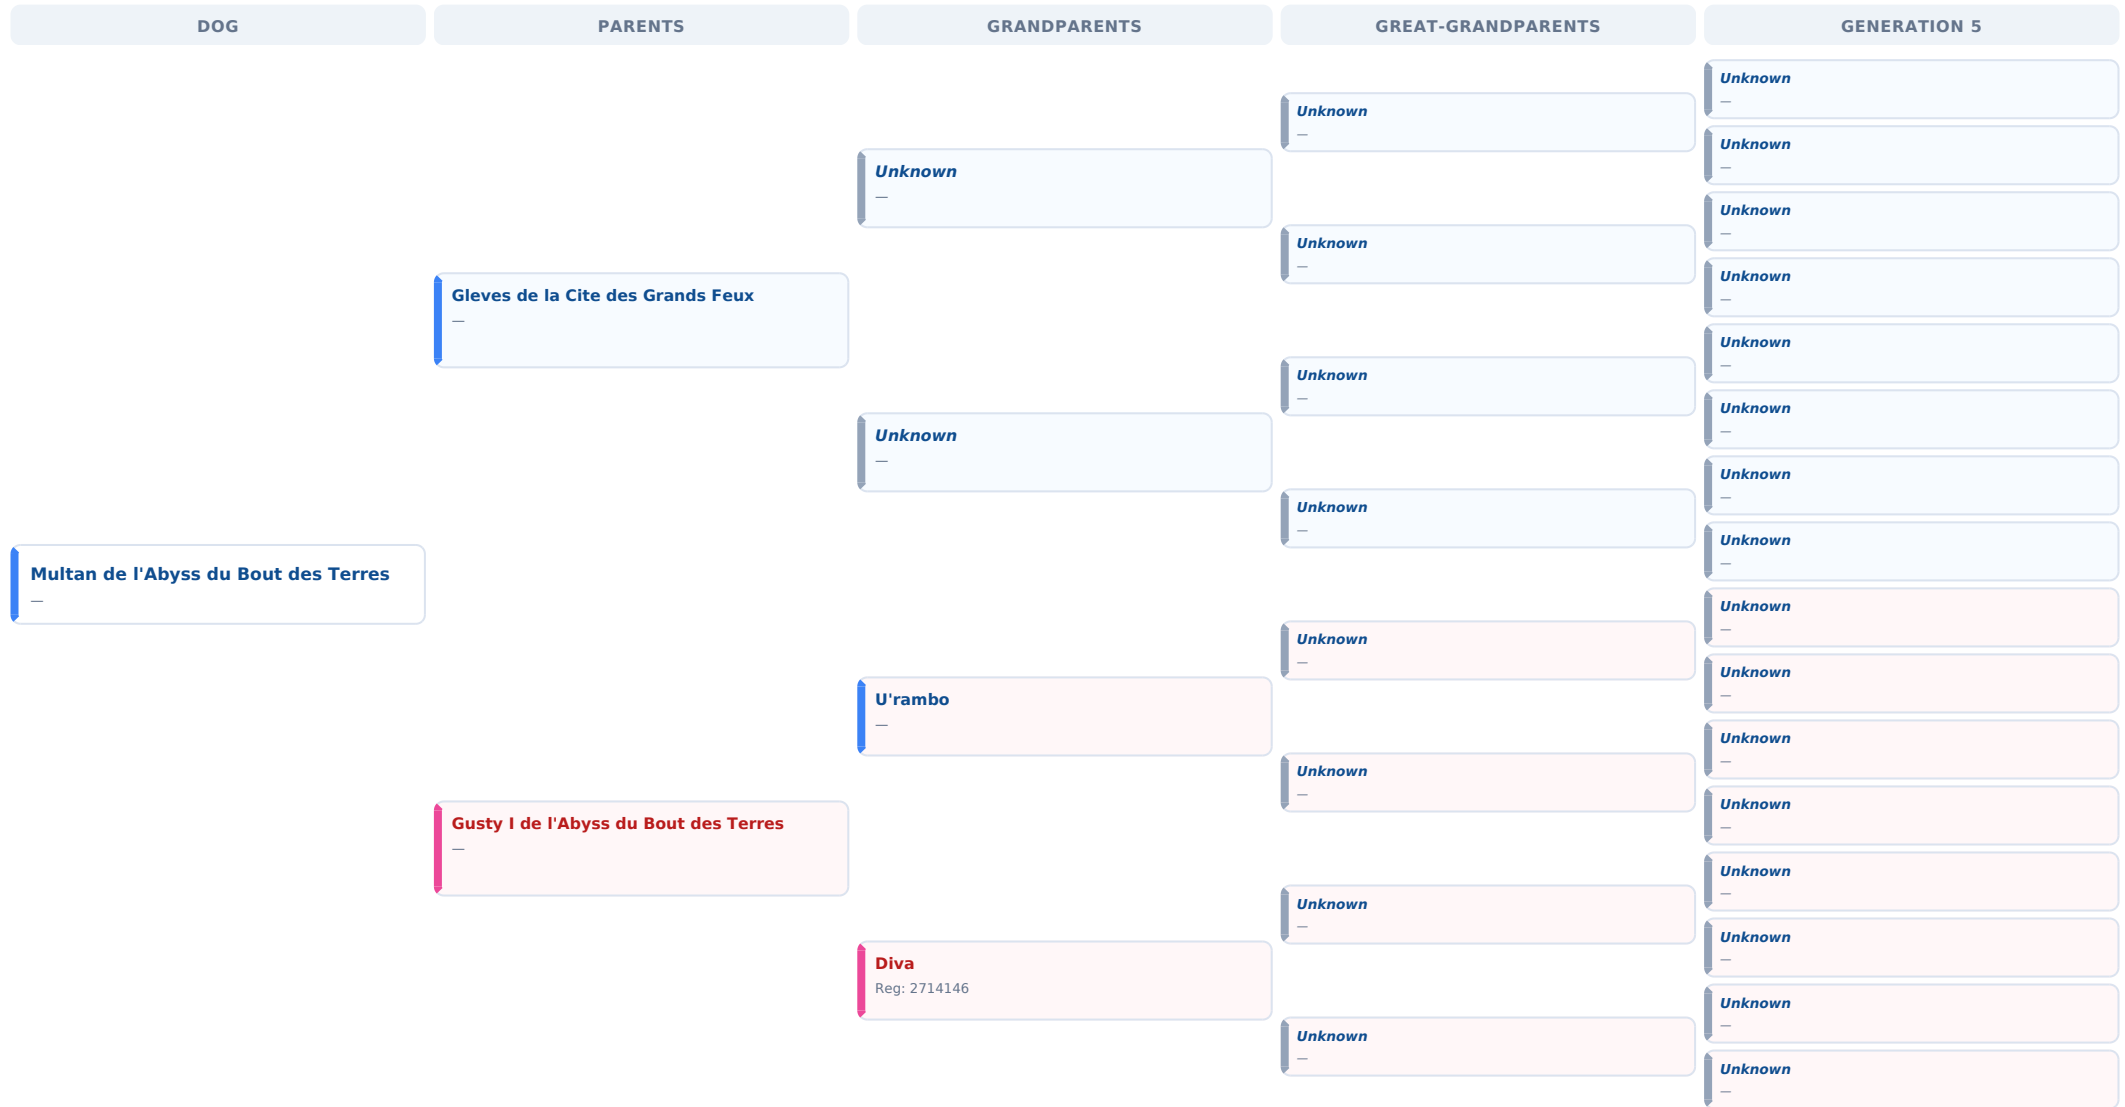 DOG
PARENTS
GRANDPARENTS
GREAT-GRANDPARENTS
GENERATION 5
Multan de l'Abyss du Bout des Terres
—
Gleves de la Cite des Grands Feux
—
Gusty I de l'Abyss du Bout des Terres
—
Unknown
—
Unknown
—
U'rambo
—
Diva
Reg: 2714146
Unknown
—
Unknown
—
Unknown
—
Unknown
—
Unknown
—
Unknown
—
Unknown
—
Unknown
—
Unknown
—
Unknown
—
Unknown
—
Unknown
—
Unknown
—
Unknown
—
Unknown
—
Unknown
—
Unknown
—
Unknown
—
Unknown
—
Unknown
—
Unknown
—
Unknown
—
Unknown
—
Unknown
—